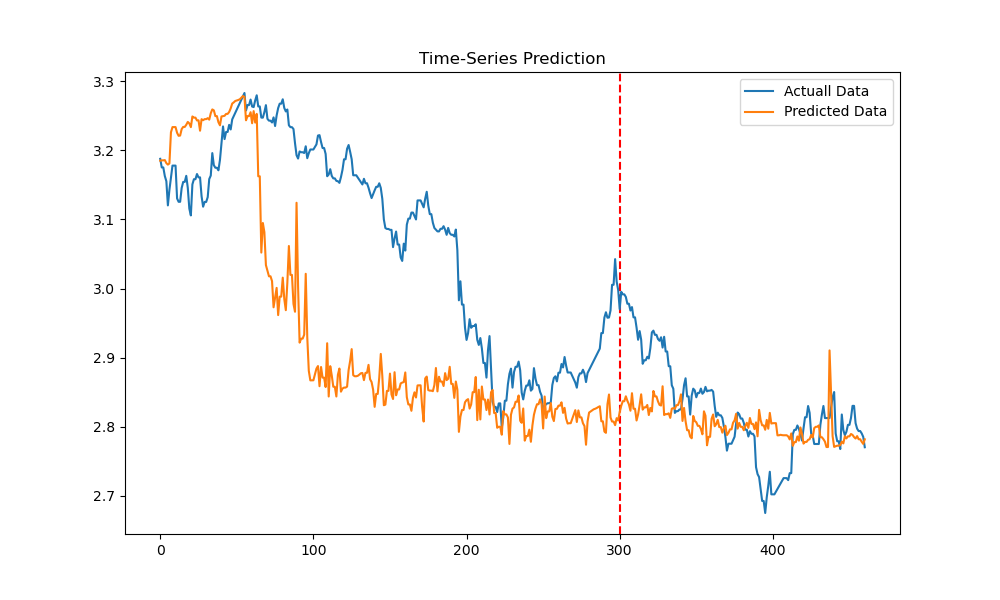 Time-Series Prediction
Actuall Data
Predicted Data
3.3
3.2
3.1
3.0
2.9
2.8
2.7
0 100 200 300 400